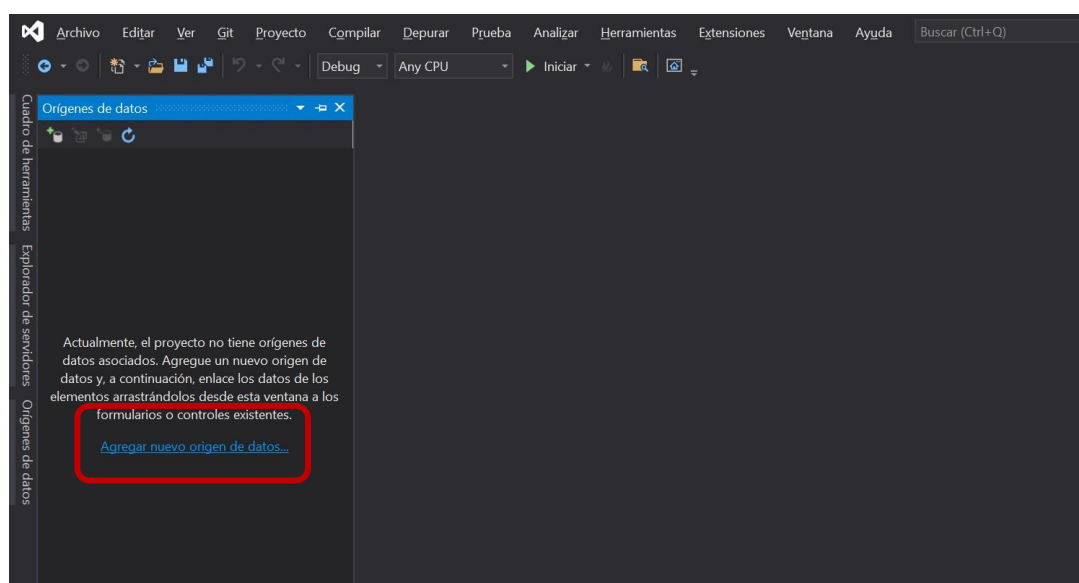 Archivo Editar Ver Git Proyecto Compilar Depurar Prueba Analizar Herramientas Extensiones Ventana Ayuda Buscar (Ctrl+Q)
Debug Any CPU Iniciar
Orígenes de datos
Cuadro de herramientas
Explorador de servidores
Orígenes de datos
Actualmente, el proyecto no tiene orígenes de
datos asociados. Agregue un nuevo origen de
datos y, a continuación, enlace los datos de los
elementos arrastrándolos desde esta ventana a los
formularios o controles existentes.
Agregar nuevo origen de datos...